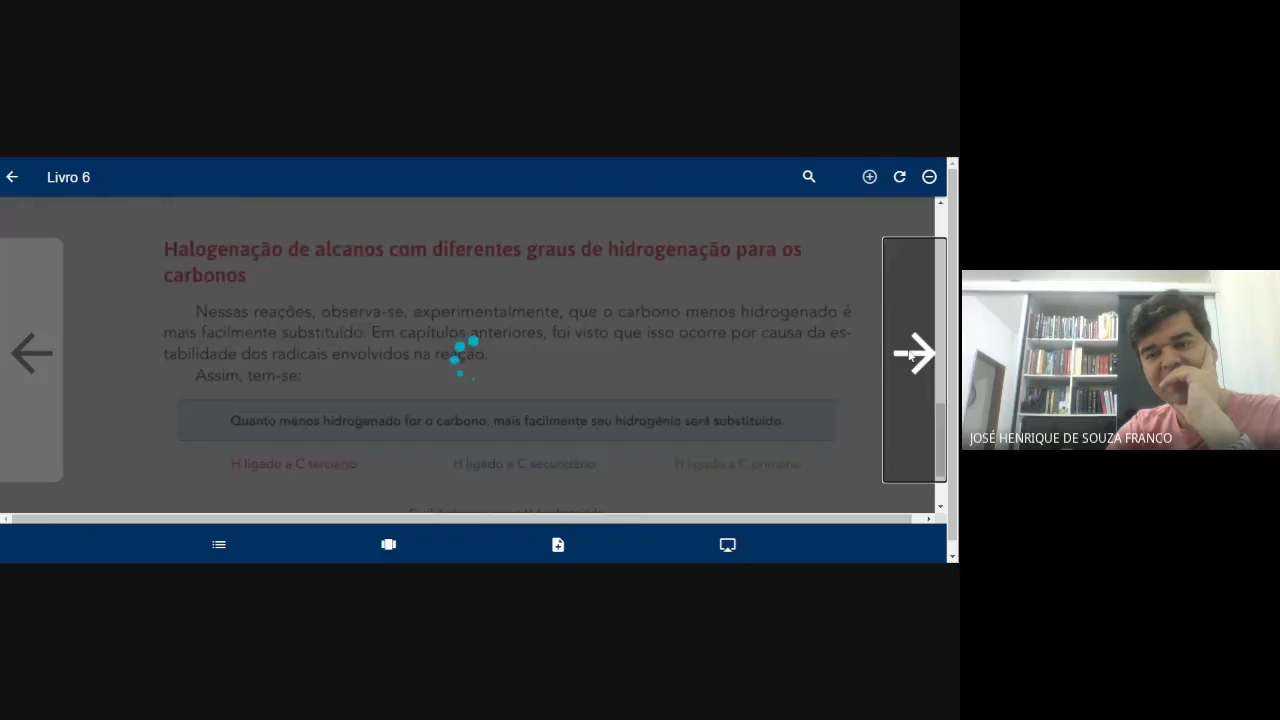 Livro 6
Halogenação de alcanos com diferentes graus de hidrogenação para os
carbonos
Nessas reações, observa-se, experimentalmente, que o carbono menos hidrogenado é
mais facilmente substituído. Em capítulos anteriores, foi visto que isso ocorre por causa da es-
tabilidade dos radicais envolvidos na reação.
Assim, tem-se:
Quanto menos hidrogenado for o carbono, mais facilmente seu hidrogênio será substituído.
H ligado a C terciário H ligado a C secundário H ligado a C primário
JOSÉ HENRIQUE DE SOUZA FRANCO